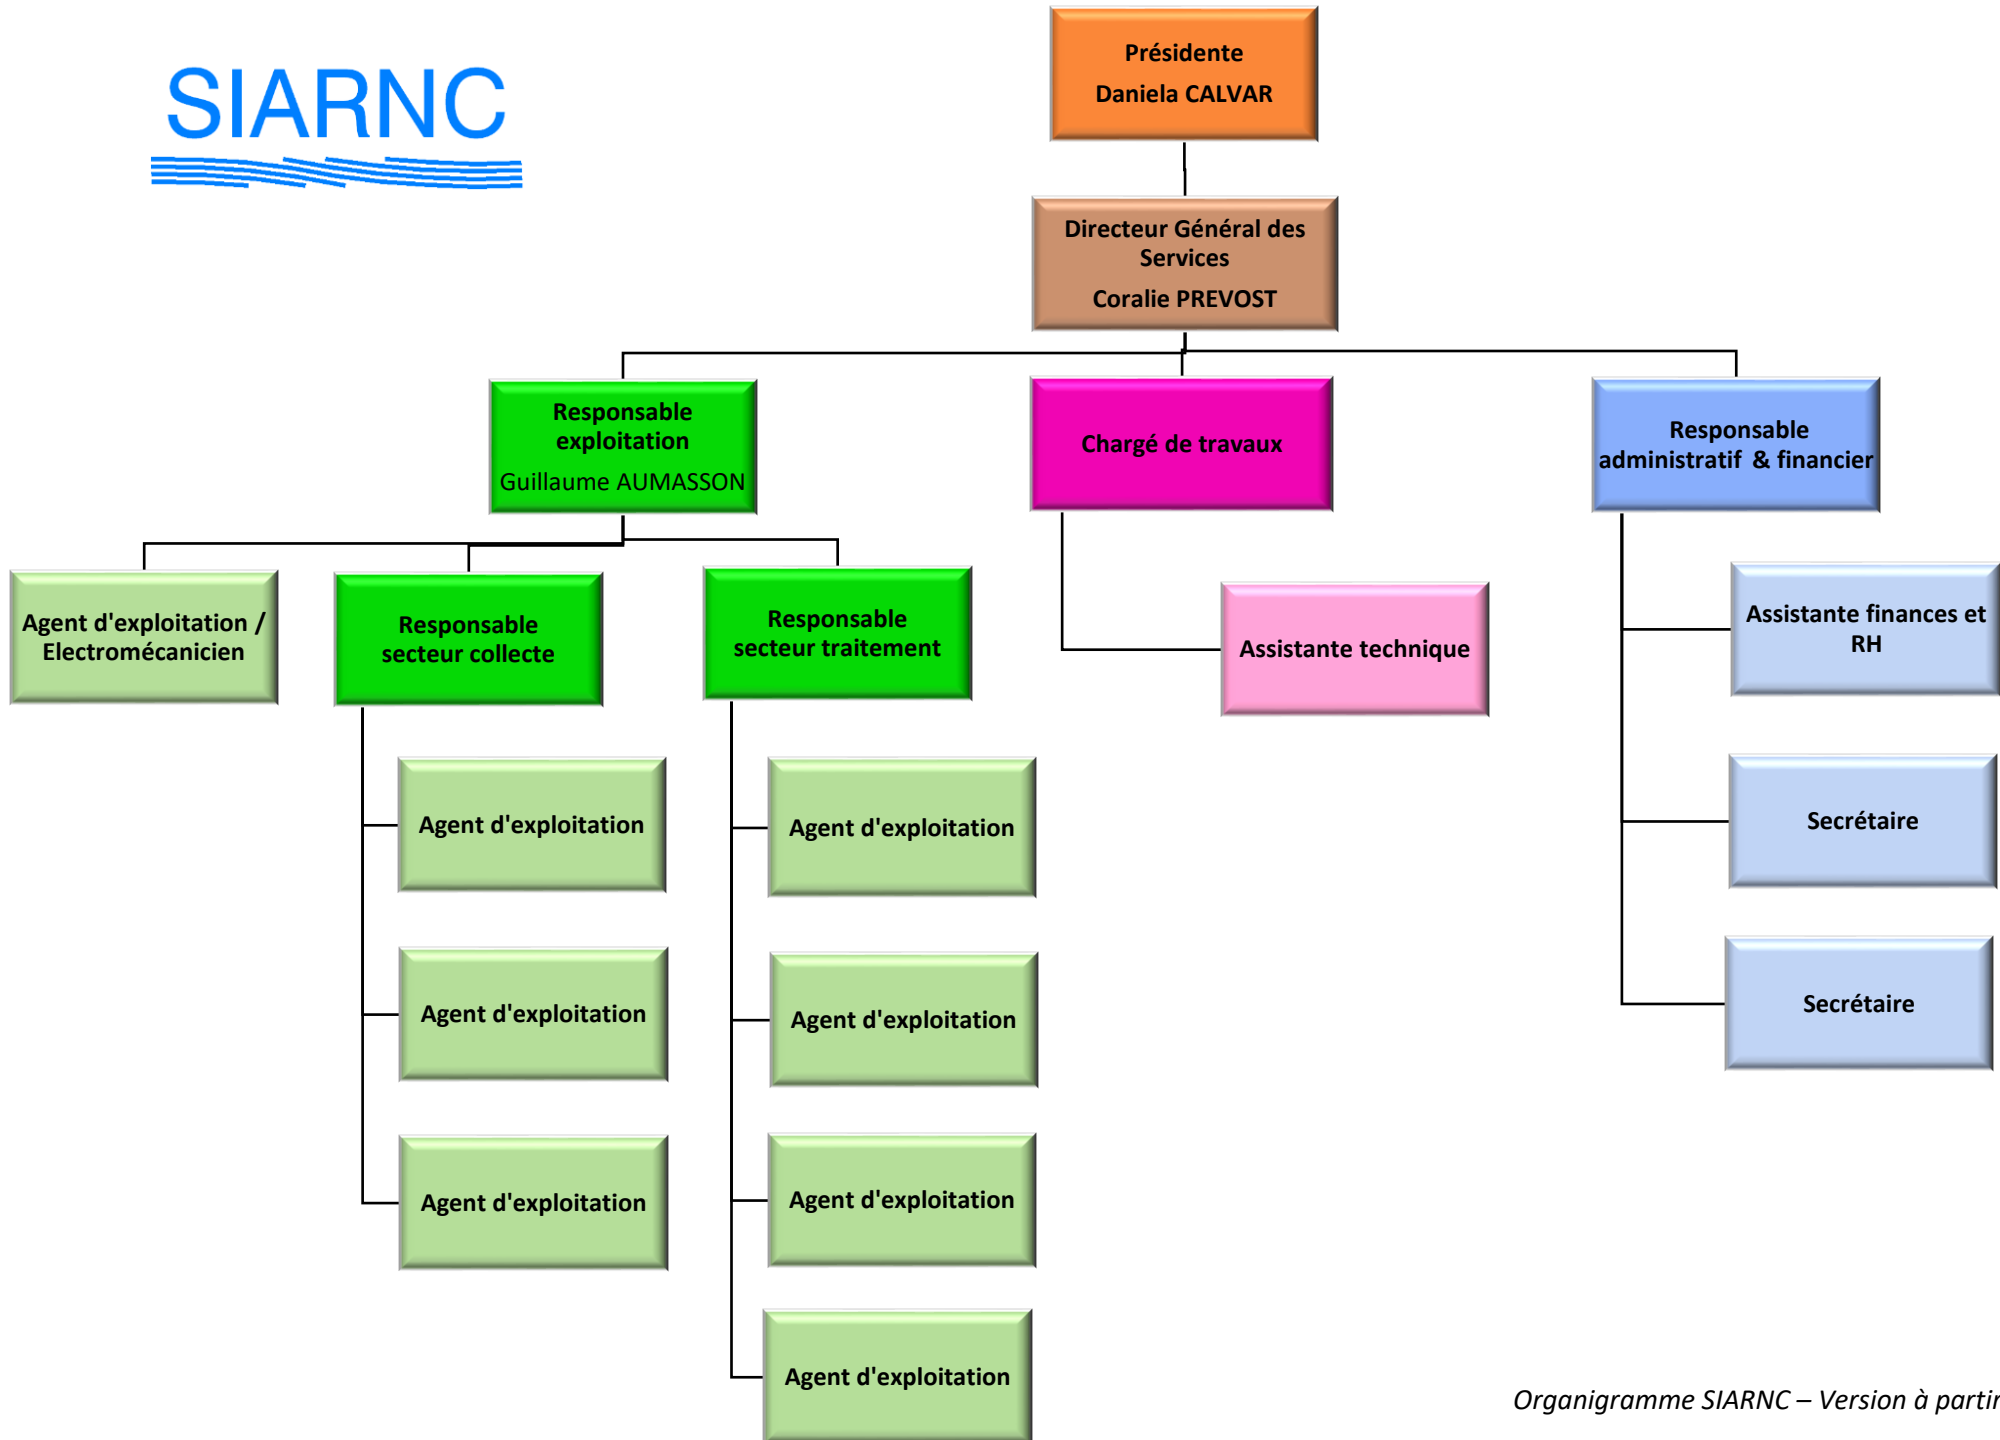 SIARNC
Présidente
Daniela CALVAR
Directeur Général des
Services
Coralie PREVOST
Responsable
exploitation
Guillaume AUMASSON
Chargé de travaux
Responsable
administratif & financier
Agent d'exploitation /
Electromécanicien
Responsable
secteur collecte
Responsable
secteur traitement
Assistante technique
Assistante finances et
RH
Agent d'exploitation
Agent d'exploitation
Secrétaire
Agent d'exploitation
Agent d'exploitation
Secrétaire
Agent d'exploitation
Agent d'exploitation
Agent d'exploitation
Organigramme SIARNC – Version à partir